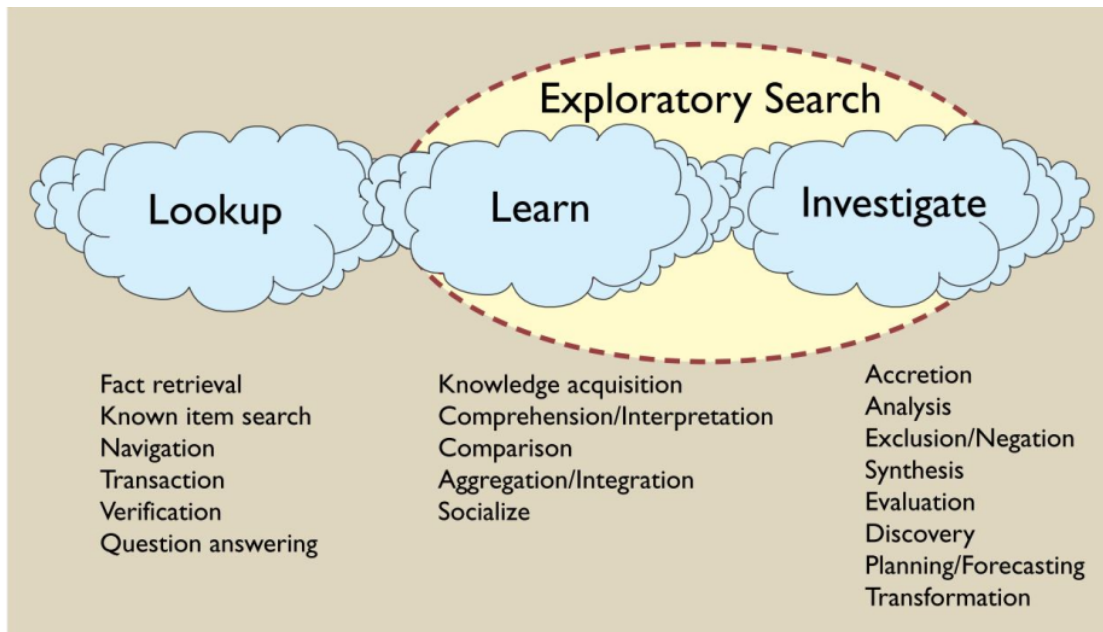 Exploratory Search
Lookup
Learn
Investigate
Fact retrieval
Known item search
Navigation
Transaction
Verification
Question answering
Knowledge acquisition
Comprehension/Interpretation
Comparison
Aggregation/Integration
Socialize
Accretion
Analysis
Exclusion/Negation
Synthesis
Evaluation
Discovery
Planning/Forecasting
Transformation